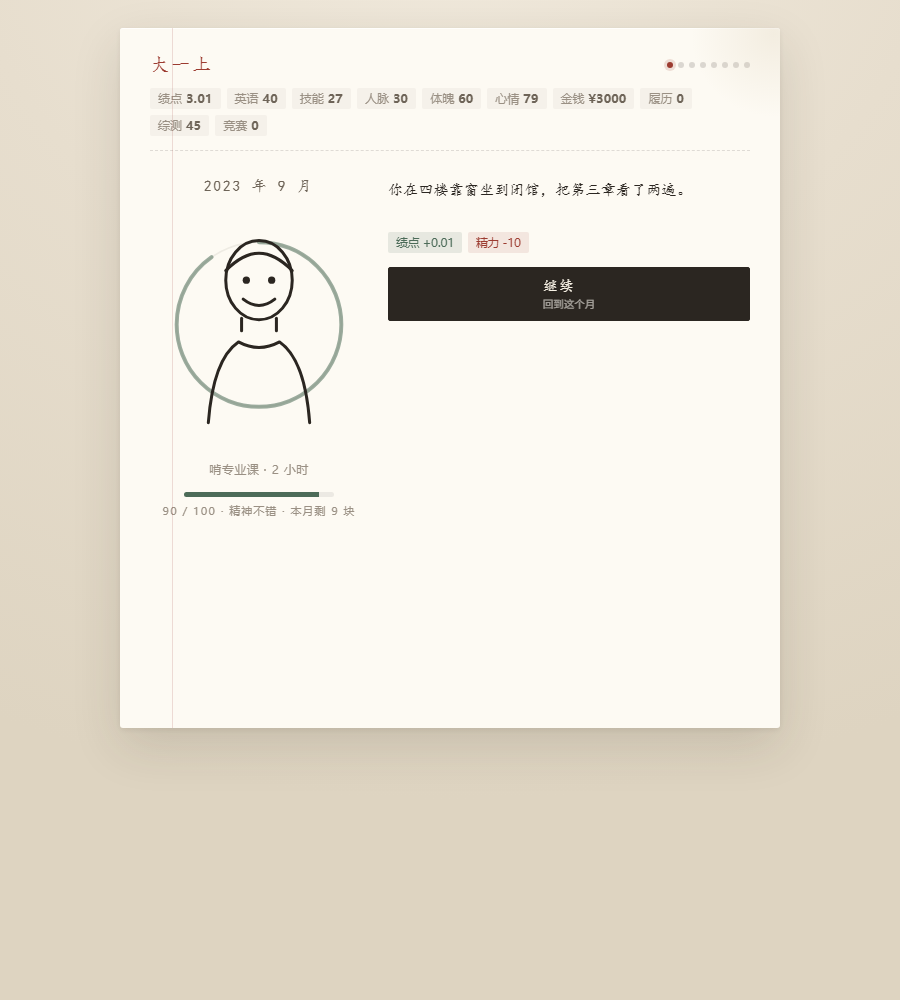 大一上
绩点 3.01 英语 40 技能 27 人脉 30 体魄 60 心情 79 金钱 ¥3000 履历 0
综测 45 竞赛 0
2023 年 9 月
你在四楼靠窗坐到闭馆，把第三章看了两遍。
绩点 +0.01 精力 -10
继续
回到这个月
啃专业课 · 2 小时
90 / 100 · 精神不错 · 本月剩 9 块